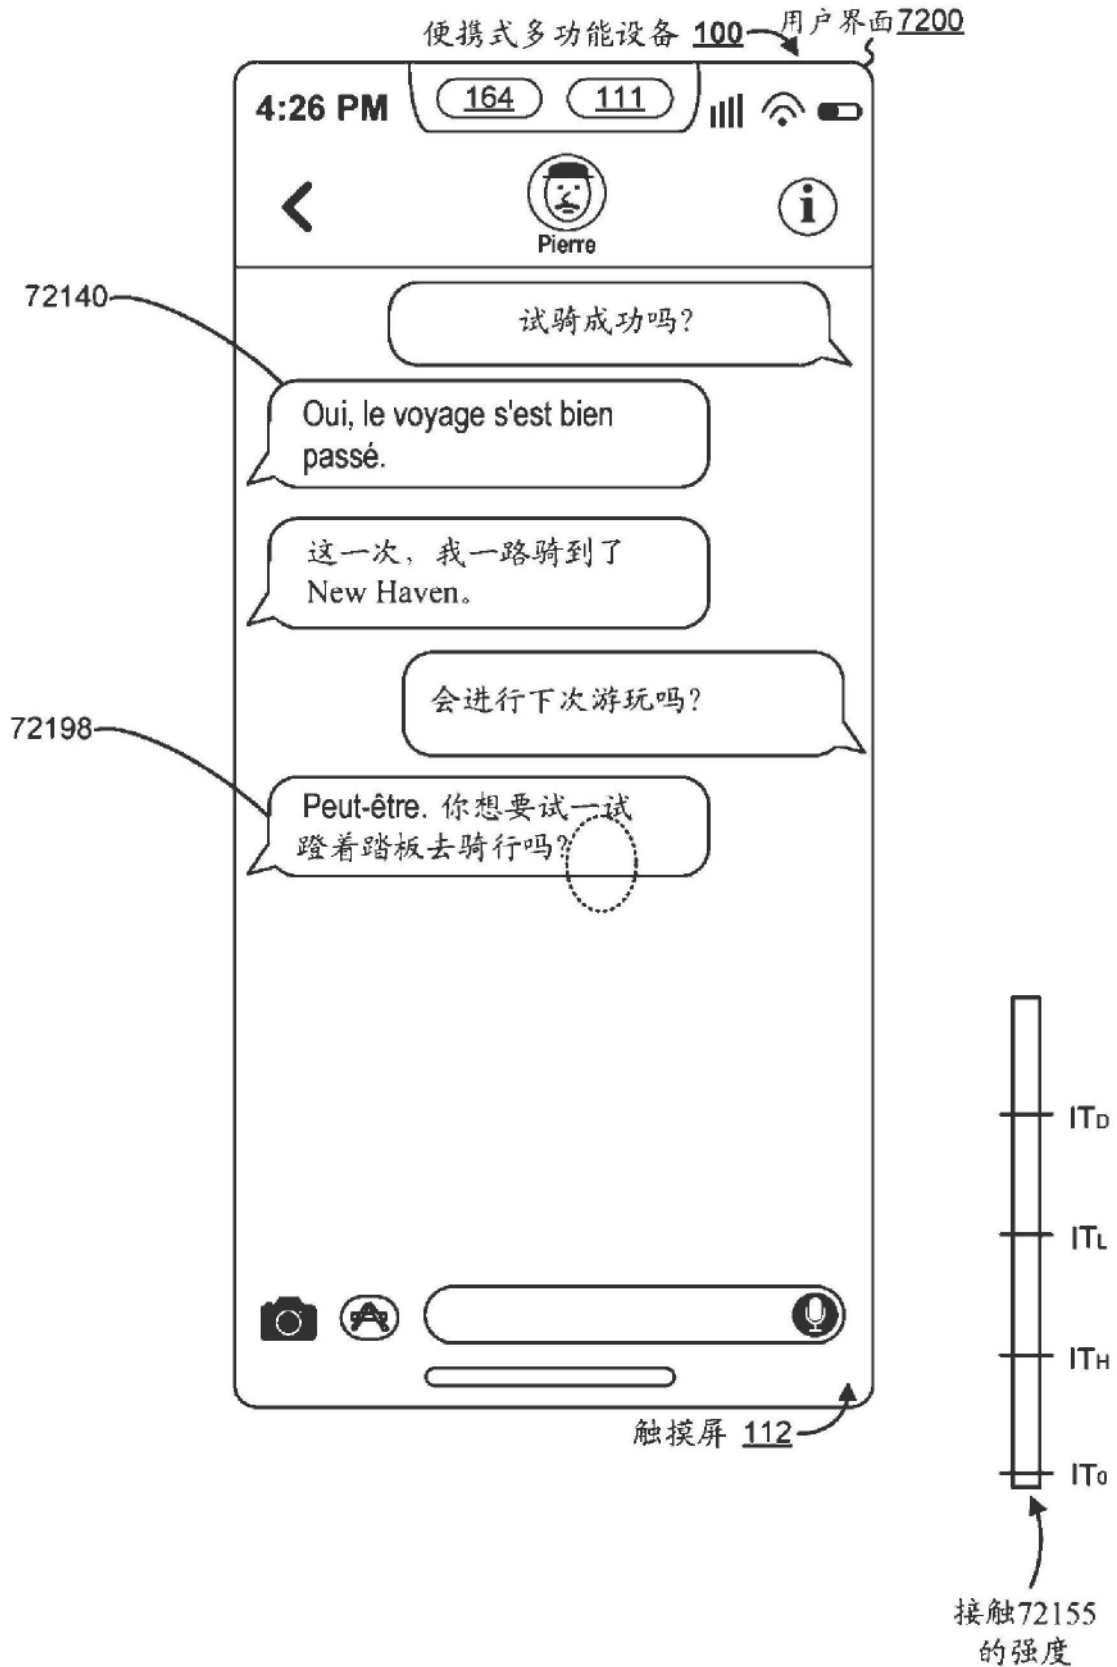 便携式多功能设备 100
用户界面7200
4:26 PM
164
111
Pierre
72140
试骑成功吗?
Oui, le voyage s'est bien
passé.
这一次，我一路骑到了
New Haven。
会进行下次游玩吗?
72198
Peut-être. 你想要试一试
蹬着踏板去骑行吗?
ITD
ITL
ITH
IT0
触摸屏 112
接触72155
的强度